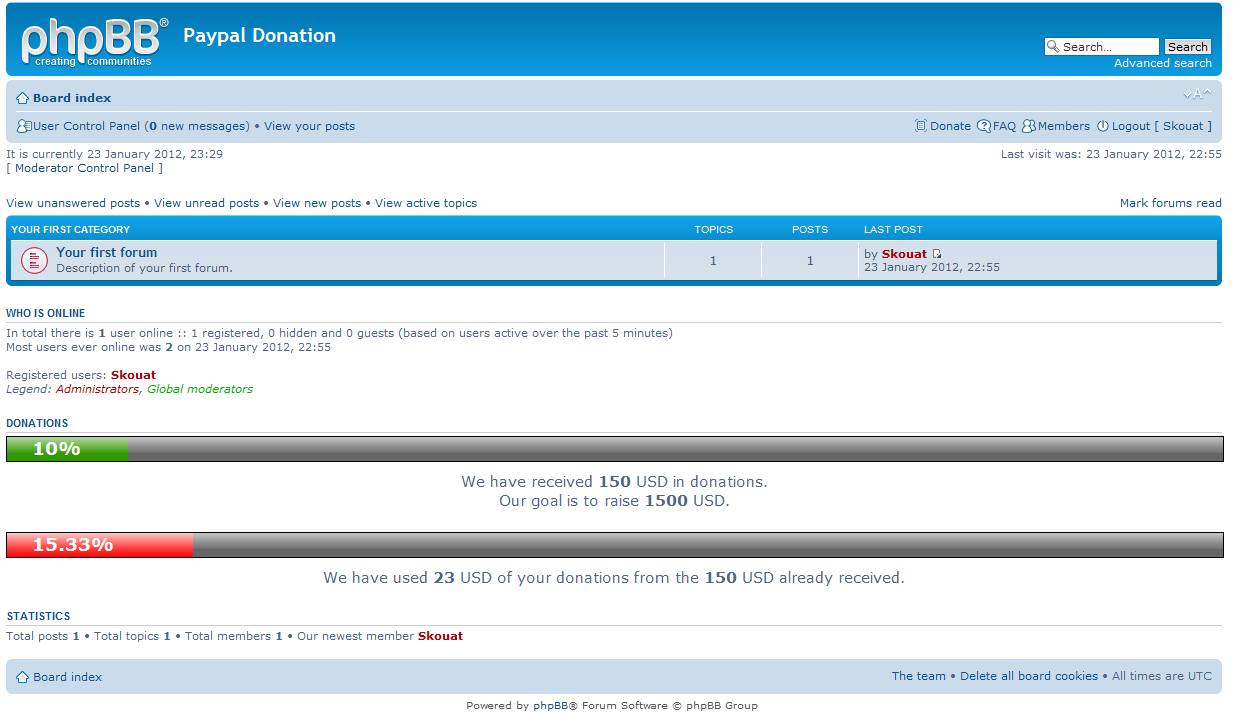 phpBB®
creating communities
Paypal Donation
Search...
Search
Advanced search
Board index
A
User Control Panel (0 new messages) • View your posts
Donate FAQ Members Logout [ Skouat ]
It is currently 23 January 2012, 23:29
Last visit was: 23 January 2012, 22:55
[ Moderator Control Panel ]
View unanswered posts • View unread posts • View new posts • View active topics
Mark forums read
YOUR FIRST CATEGORY TOPICS POSTS LAST POST
Your first forum
Description of your first forum.
1
1
by Skouat
23 January 2012, 22:55
WHO IS ONLINE
In total there is 1 user online :: 1 registered, 0 hidden and 0 guests (based on users active over the past 5 minutes)
Most users ever online was 2 on 23 January 2012, 22:55
Registered users: Skouat
Legend: Administrators, Global moderators
DONATIONS
10%
We have received 150 USD in donations.
Our goal is to raise 1500 USD.
15.33%
We have used 23 USD of your donations from the 150 USD already received.
STATISTICS
Total posts 1 • Total topics 1 • Total members 1 • Our newest member Skouat
Board index
The team • Delete all board cookies • All times are UTC
Powered by phpBB® Forum Software © phpBB Group